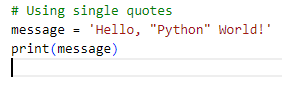 # Using single quotes
message = 'Hello, "Python" World!'
print(message)